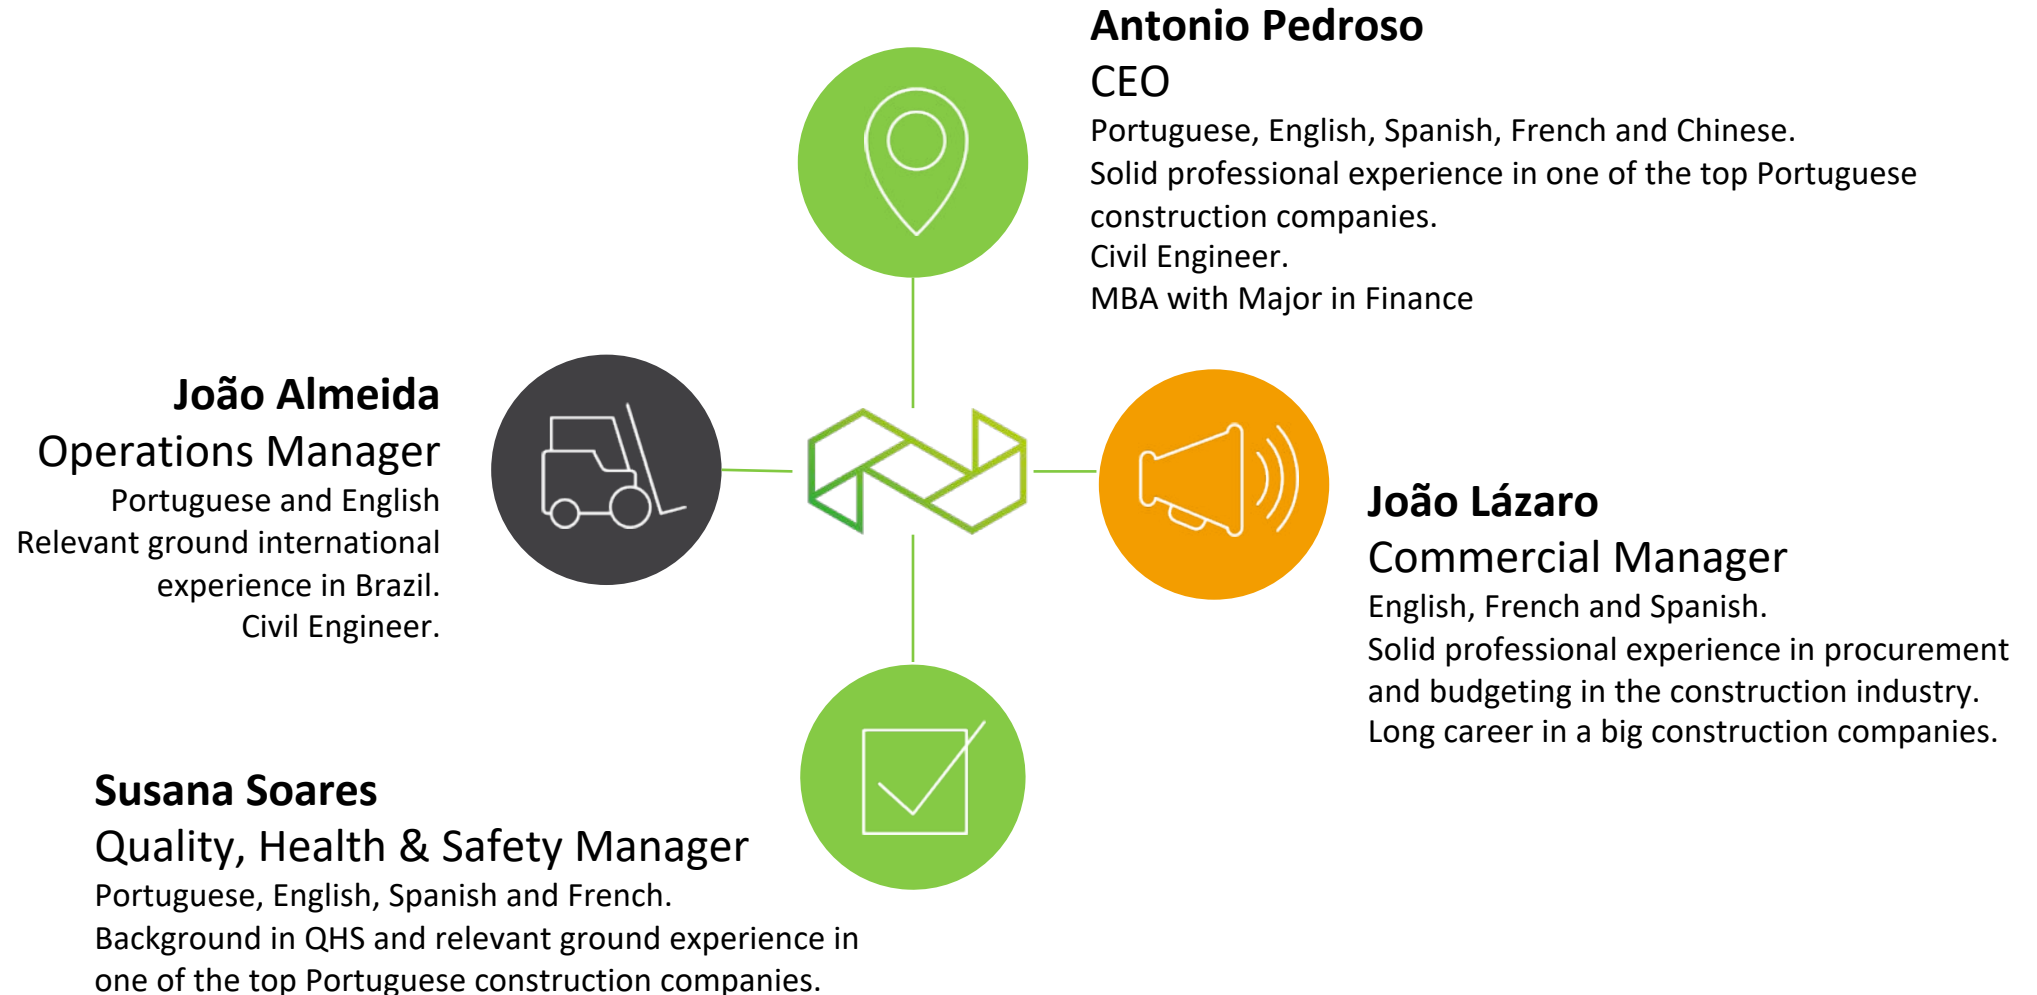 Antonio Pedroso
CEO
Portuguese, English, Spanish, French and Chinese.
Solid professional experience in one of the top Portuguese
construction companies.
Civil Engineer.
MBA with Major in Finance
João Almeida
Operations Manager
Portuguese and English
Relevant ground international
experience in Brazil.
Civil Engineer.
João Lázaro
Commercial Manager
English, French and Spanish.
Solid professional experience in procurement
and budgeting in the construction industry.
Long career in a big construction companies.
Susana Soares
Quality, Health & Safety Manager
Portuguese, English, Spanish and French.
Background in QHS and relevant ground experience in
one of the top Portuguese construction companies.